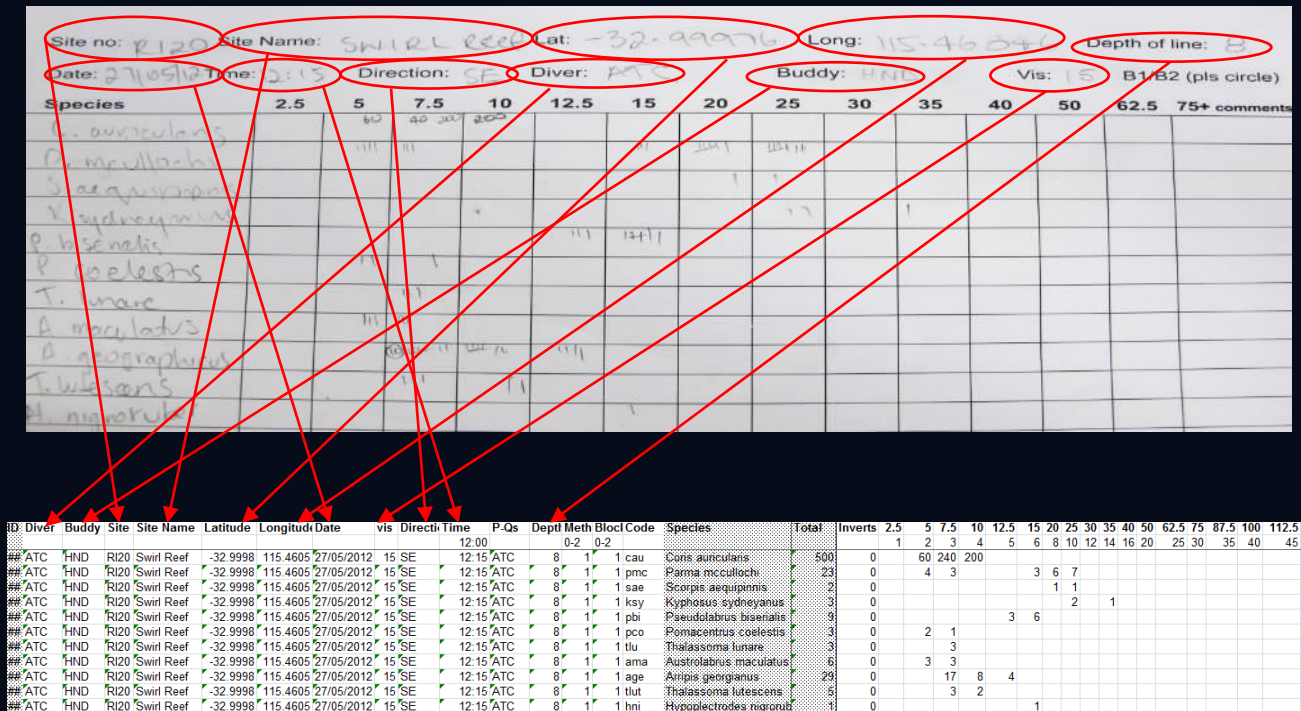 Site no: RI20 Site Name: SWIRL Reef Lat: -32.99976 Long: 115.46046 Depth of line: 8
Date: 27/05/12 Time: 12:15 Direction: SE Diver: ATC Buddy: HND Vis: 15 B1/B2 (pls circle)
Species 2.5 5 7.5 10 12.5 15 20 25 30 35 40 50 62.5 75+ comments
C. auricularis 60 40 200 200
P. mcullochi
S. aequipinnis
K. sydneyanus
P. biserialis
P. coelestis
T. lunare
A. maculatus
A. geographicus
T. lutescens
H. nigroruber
ID Diver Buddy Site Site Name Latitude Longitude Date vis Directi Time P-Qs Depth Meth Block Code Species Total Inverts 2.5 5 7.5 10 12.5 15 20 25 30 35 40 50 62.5 75 87.5 100 112.5
12:00 0-2 0-2 1 2 3 4 5 6 8 10 12 14 16 20 25 30 35 40 45
## ATC HND RI20 Swirl Reef -32.9998 115.4605 27/05/2012 15 SE 12:15 ATC 8 1 1 cau Coris auricularis 500 0 60 240 200
## ATC HND RI20 Swirl Reef -32.9998 115.4605 27/05/2012 15 SE 12:15 ATC 8 1 1 pmc Parma mccullochi 23 0 4 3 3 6 7
## ATC HND RI20 Swirl Reef -32.9998 115.4605 27/05/2012 15 SE 12:15 ATC 8 1 1 sae Scorpis aequipinnis 2 0 1 1
## ATC HND RI20 Swirl Reef -32.9998 115.4605 27/05/2012 15 SE 12:15 ATC 8 1 1 ksy Kyphosus sydneyanus 3 0 2 1
## ATC HND RI20 Swirl Reef -32.9998 115.4605 27/05/2012 15 SE 12:15 ATC 8 1 1 pbi Pseudolabrus biserialis 9 0 3 6
## ATC HND RI20 Swirl Reef -32.9998 115.4605 27/05/2012 15 SE 12:15 ATC 8 1 1 pco Pomacentrus coelestis 3 0 2 1
## ATC HND RI20 Swirl Reef -32.9998 115.4605 27/05/2012 15 SE 12:15 ATC 8 1 1 tlu Thalassoma lunare 3 0 3
## ATC HND RI20 Swirl Reef -32.9998 115.4605 27/05/2012 15 SE 12:15 ATC 8 1 1 ama Austrolabrus maculatus 6 0 3 3
## ATC HND RI20 Swirl Reef -32.9998 115.4605 27/05/2012 15 SE 12:15 ATC 8 1 1 age Arripis georgianus 29 0 17 8 4
## ATC HND RI20 Swirl Reef -32.9998 115.4605 27/05/2012 15 SE 12:15 ATC 8 1 1 tlut Thalassoma lutescens 5 0 3 2
## ATC HND RI20 Swirl Reef -32.9998 115.4605 27/05/2012 15 SE 12:15 ATC 8 1 1 hni Hypoplectrodes nigrorub 1 0 1